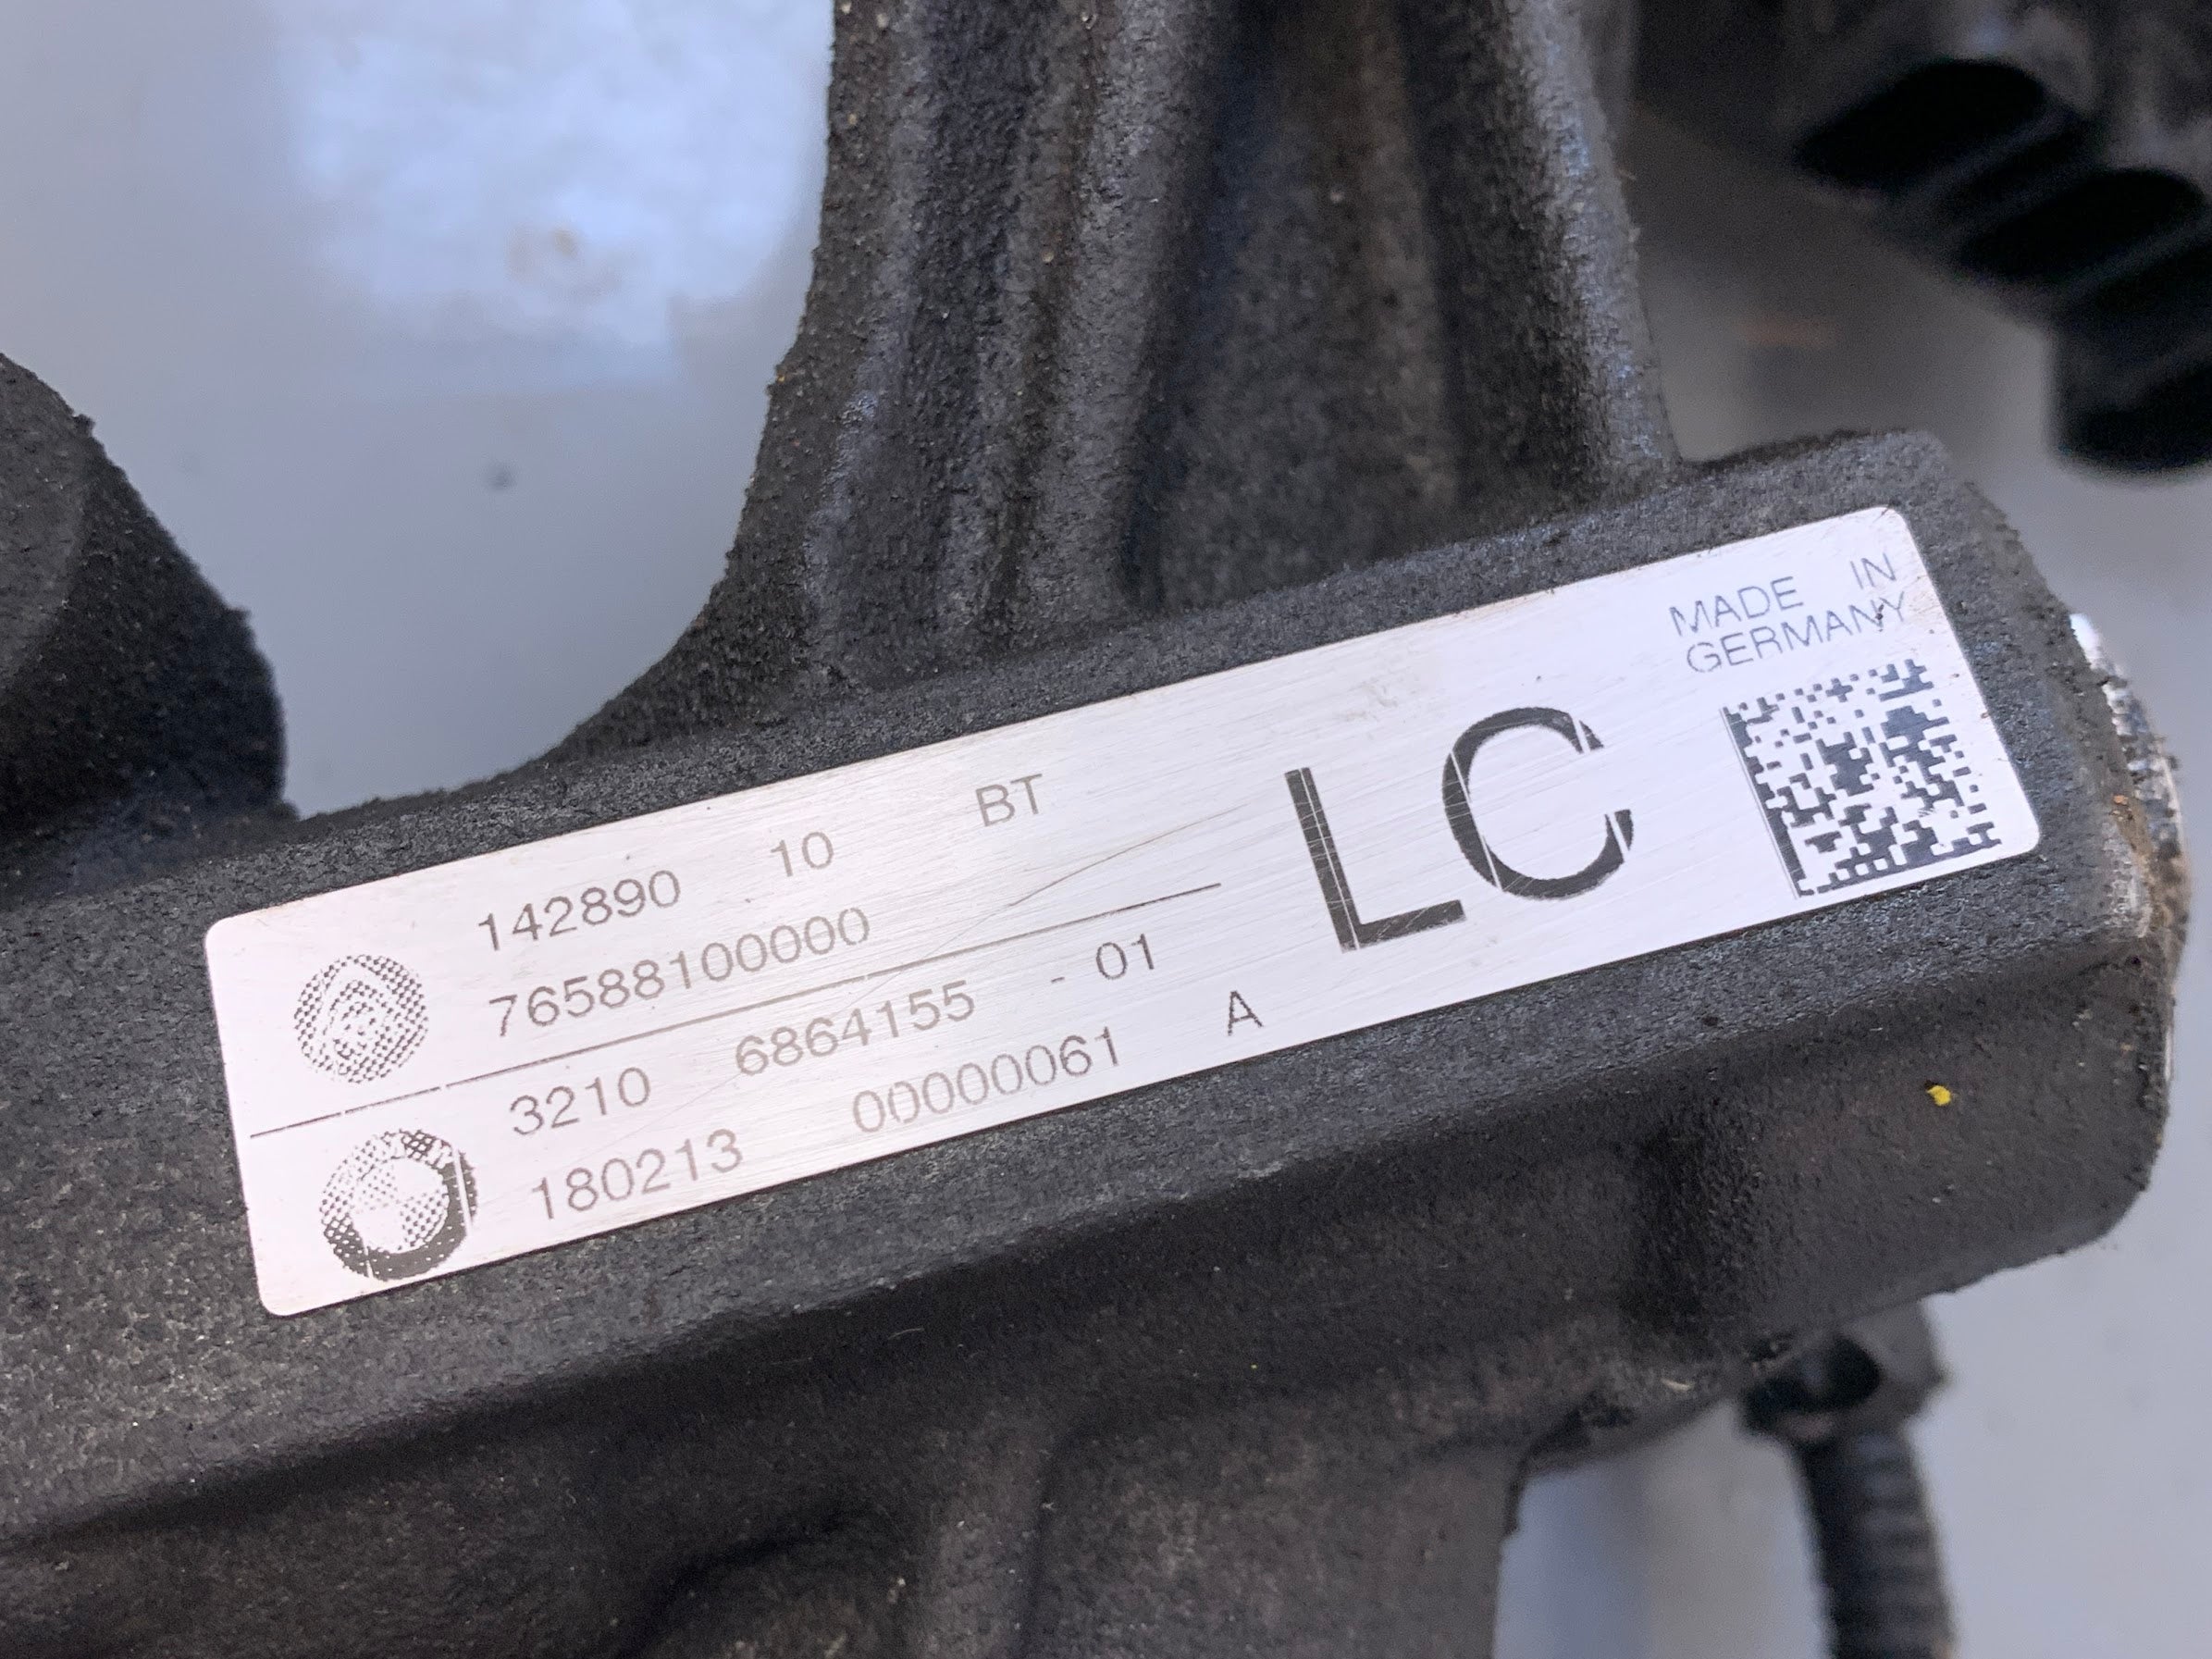 142890 10 BT
76588100000
3210 6864155 - 01
180213 00000061 A
LC
MADE IN
GERMANY